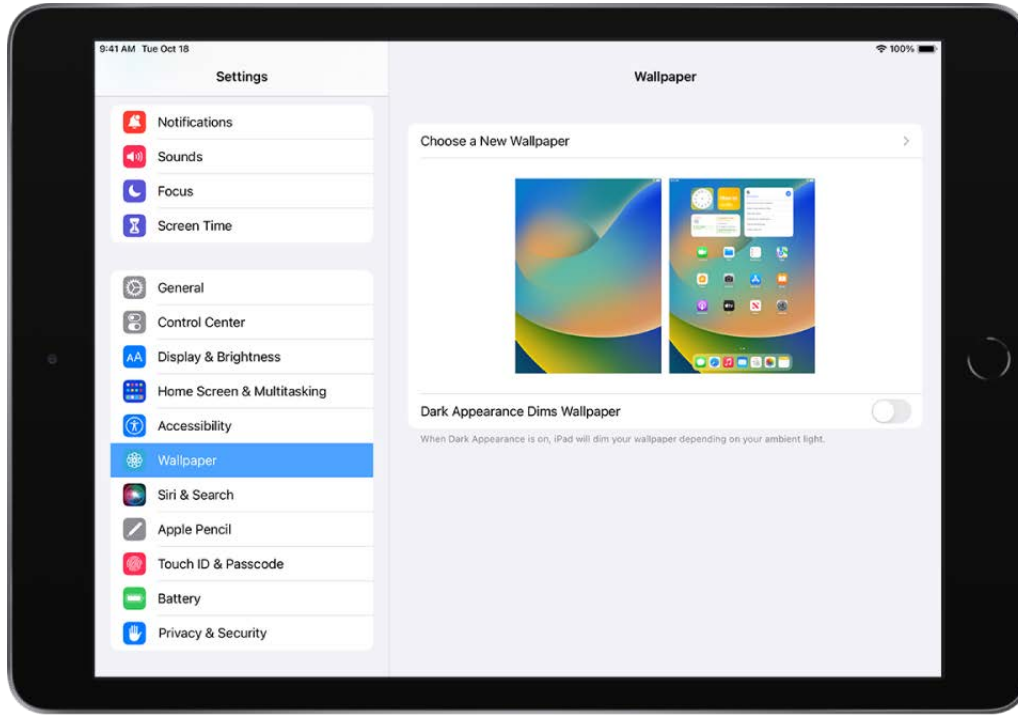 9:41 AM Tue Oct 18
100%
Settings
Wallpaper
Notifications
Sounds
Focus
Screen Time
General
Control Center
AA
Display & Brightness
Home Screen & Multitasking
Accessibility
Wallpaper
Siri & Search
Apple Pencil
Touch ID & Passcode
Battery
Privacy & Security
Choose a New Wallpaper
Dark Appearance Dims Wallpaper
When Dark Appearance is on, iPad will dim your wallpaper depending on your ambient light.